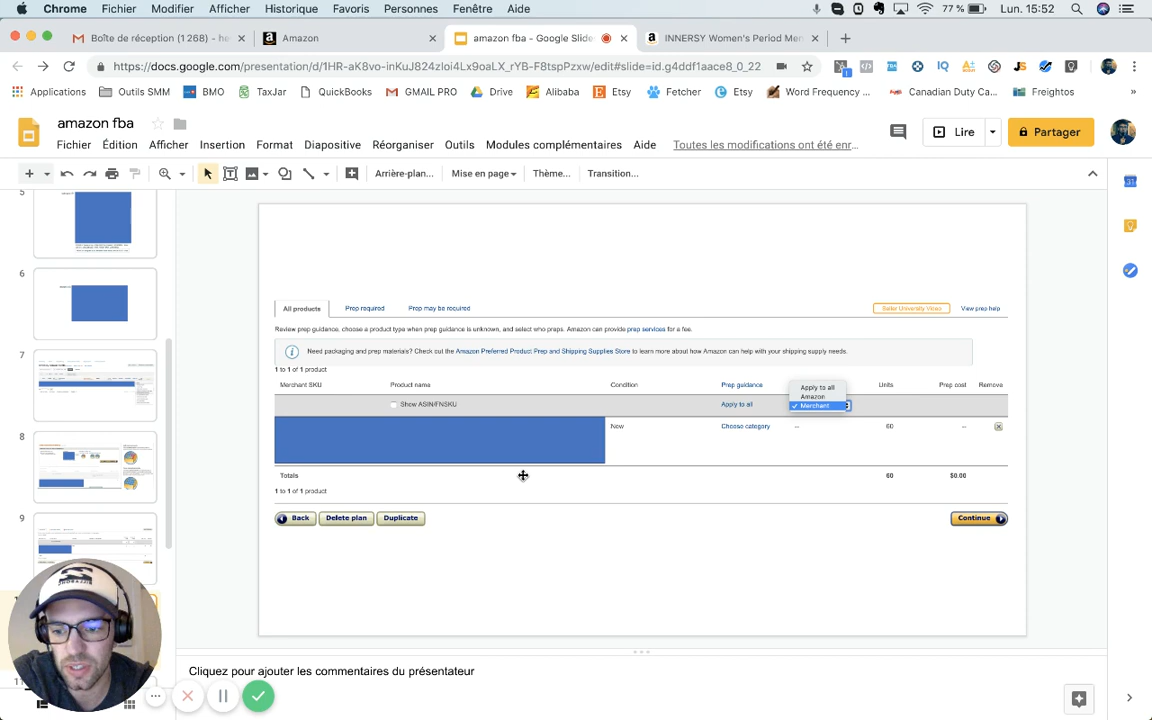 Chrome Fichier Modifier Afficher Historique Favoris Personnes Fenêtre Aide 77 % Lun. 15:52
Boîte de réception (1 268) - he
Amazon
amazon fba - Google Slide
INNERSY Women's Period Men
https://docs.google.com/presentation/d/1HR-aK8vo-inKuJ824zloi4Lx9oaLX_rYB-F8tspPzxw/edit#slide=id.g4ddf1aace8_0_22
Applications Outils SMM BMO TaxJar QuickBooks GMAIL PRO Drive Alibaba Etsy Fetcher Etsy Word Frequency ... Canadian Duty Ca... Freightos
amazon fba
Fichier Édition Afficher Insertion Format Diapositive Réorganiser Outils Modules complémentaires Aide Toutes les modifications ont été enr...
Lire Partager
Arrière-plan... Mise en page Thème... Transition...
5
6
7
8
9
All products Prep required Prep may be required Seller University Video View prep help
Review prep guidance, choose a product type when prep guidance is unknown, and select who preps. Amazon can provide prep services for a fee.
Need packaging and prep materials? Check out the Amazon Preferred Product Prep and Shipping Supplies Store to learn more about how Amazon can help with your shipping supply needs.
1 to 1 of 1 product
Merchant SKU Product name Condition Prep guidance Units Prep cost Remove
Apply to all
Amazon
Merchant
Show ASIN/FNSKU Apply to all
New Choose category -- 60 --
Totals 60 $0.00
1 to 1 of 1 product
Back Delete plan Duplicate Continue
Cliquez pour ajouter les commentaires du présentateur
11